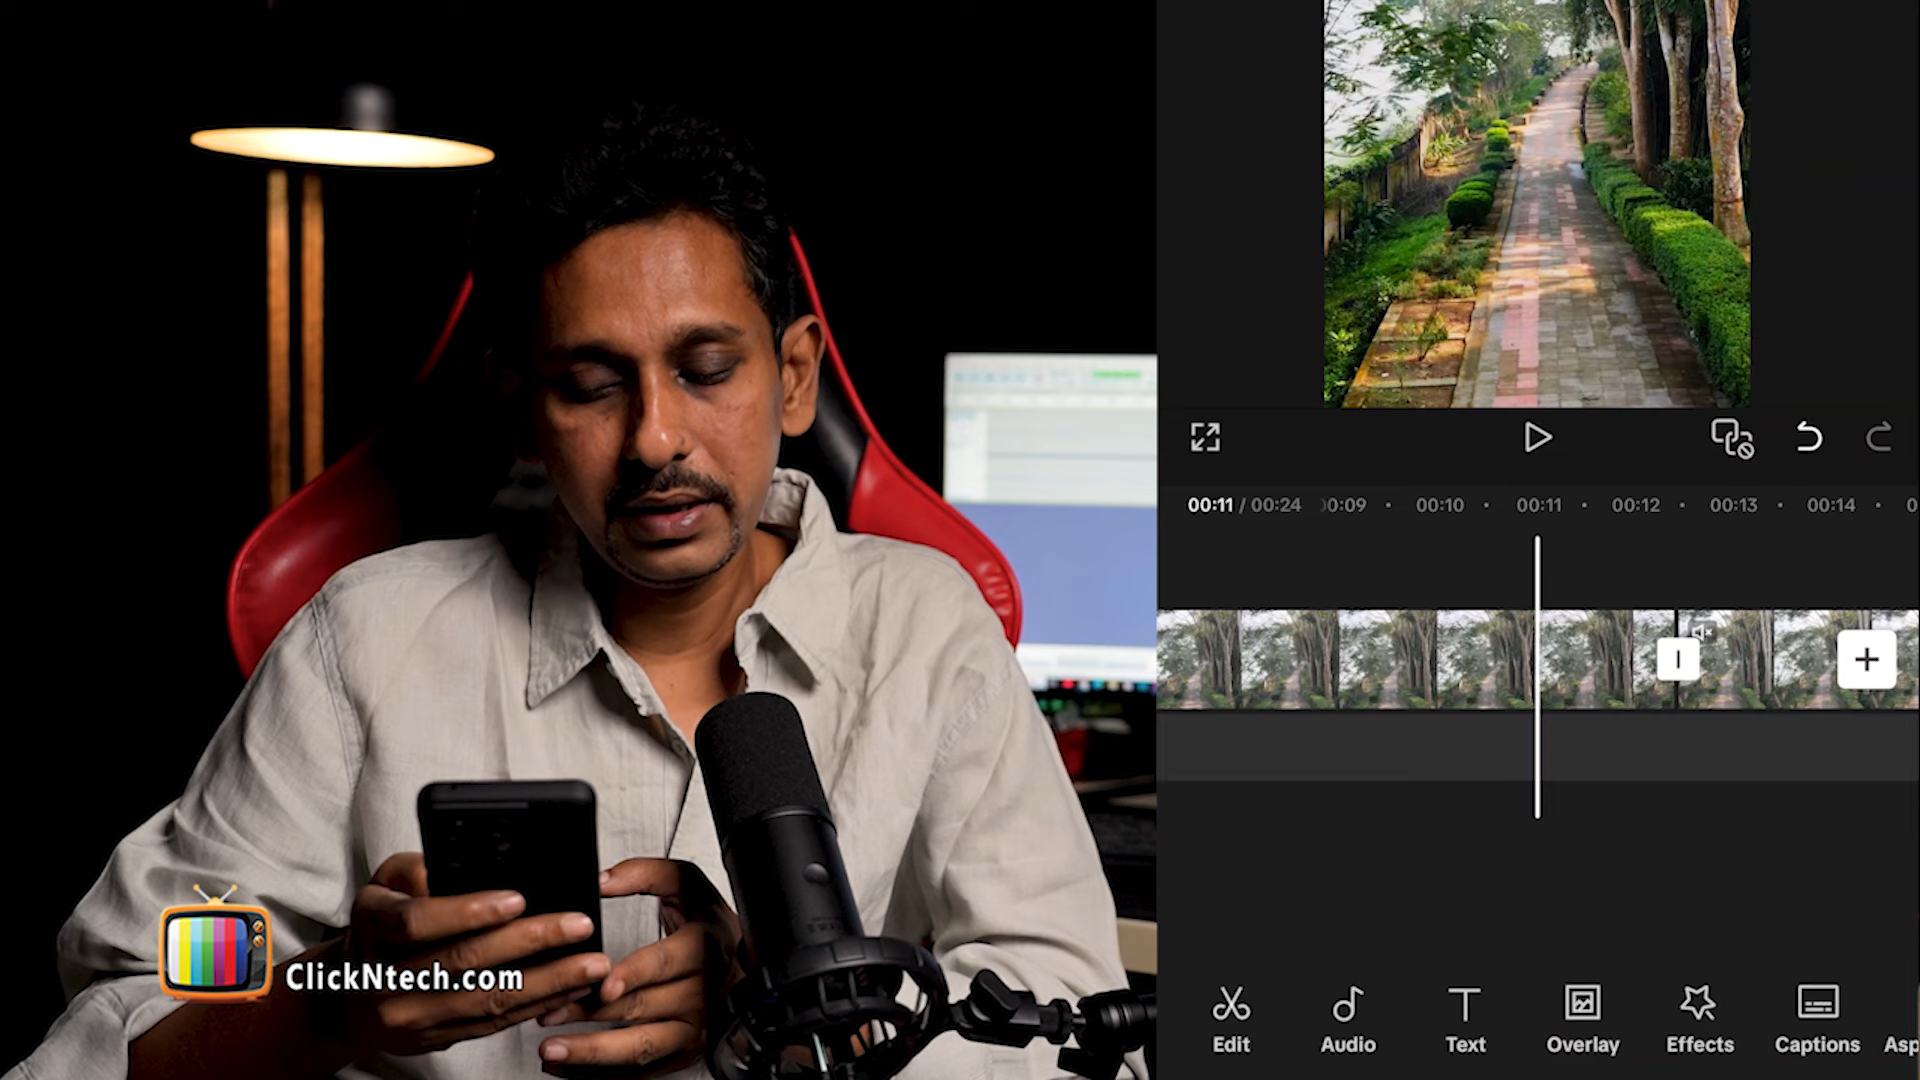 ClickNtech.com
00:11 / 00:24
:09 · 00:10 · 00:11 · 00:12 · 00:13 · 00:14 · 0
Edit Audio Text Overlay Effects Captions Asp